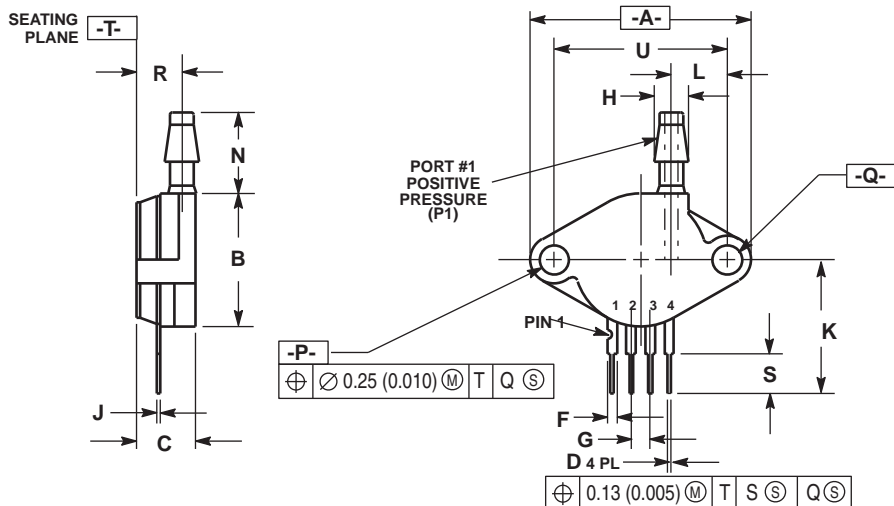 SEATING
PLANE
-T-
-A-
U
L
R
H
N
PORT #1
POSITIVE
PRESSURE
(P1)
-Q-
B
1 2 3 4
PIN 1
K
-P-
⌖ ∅ 0.25 (0.010) Ⓜ T Q Ⓢ
S
J
F
C
G
D 4 PL
⌖ 0.13 (0.005) Ⓜ T S Ⓢ Q Ⓢ